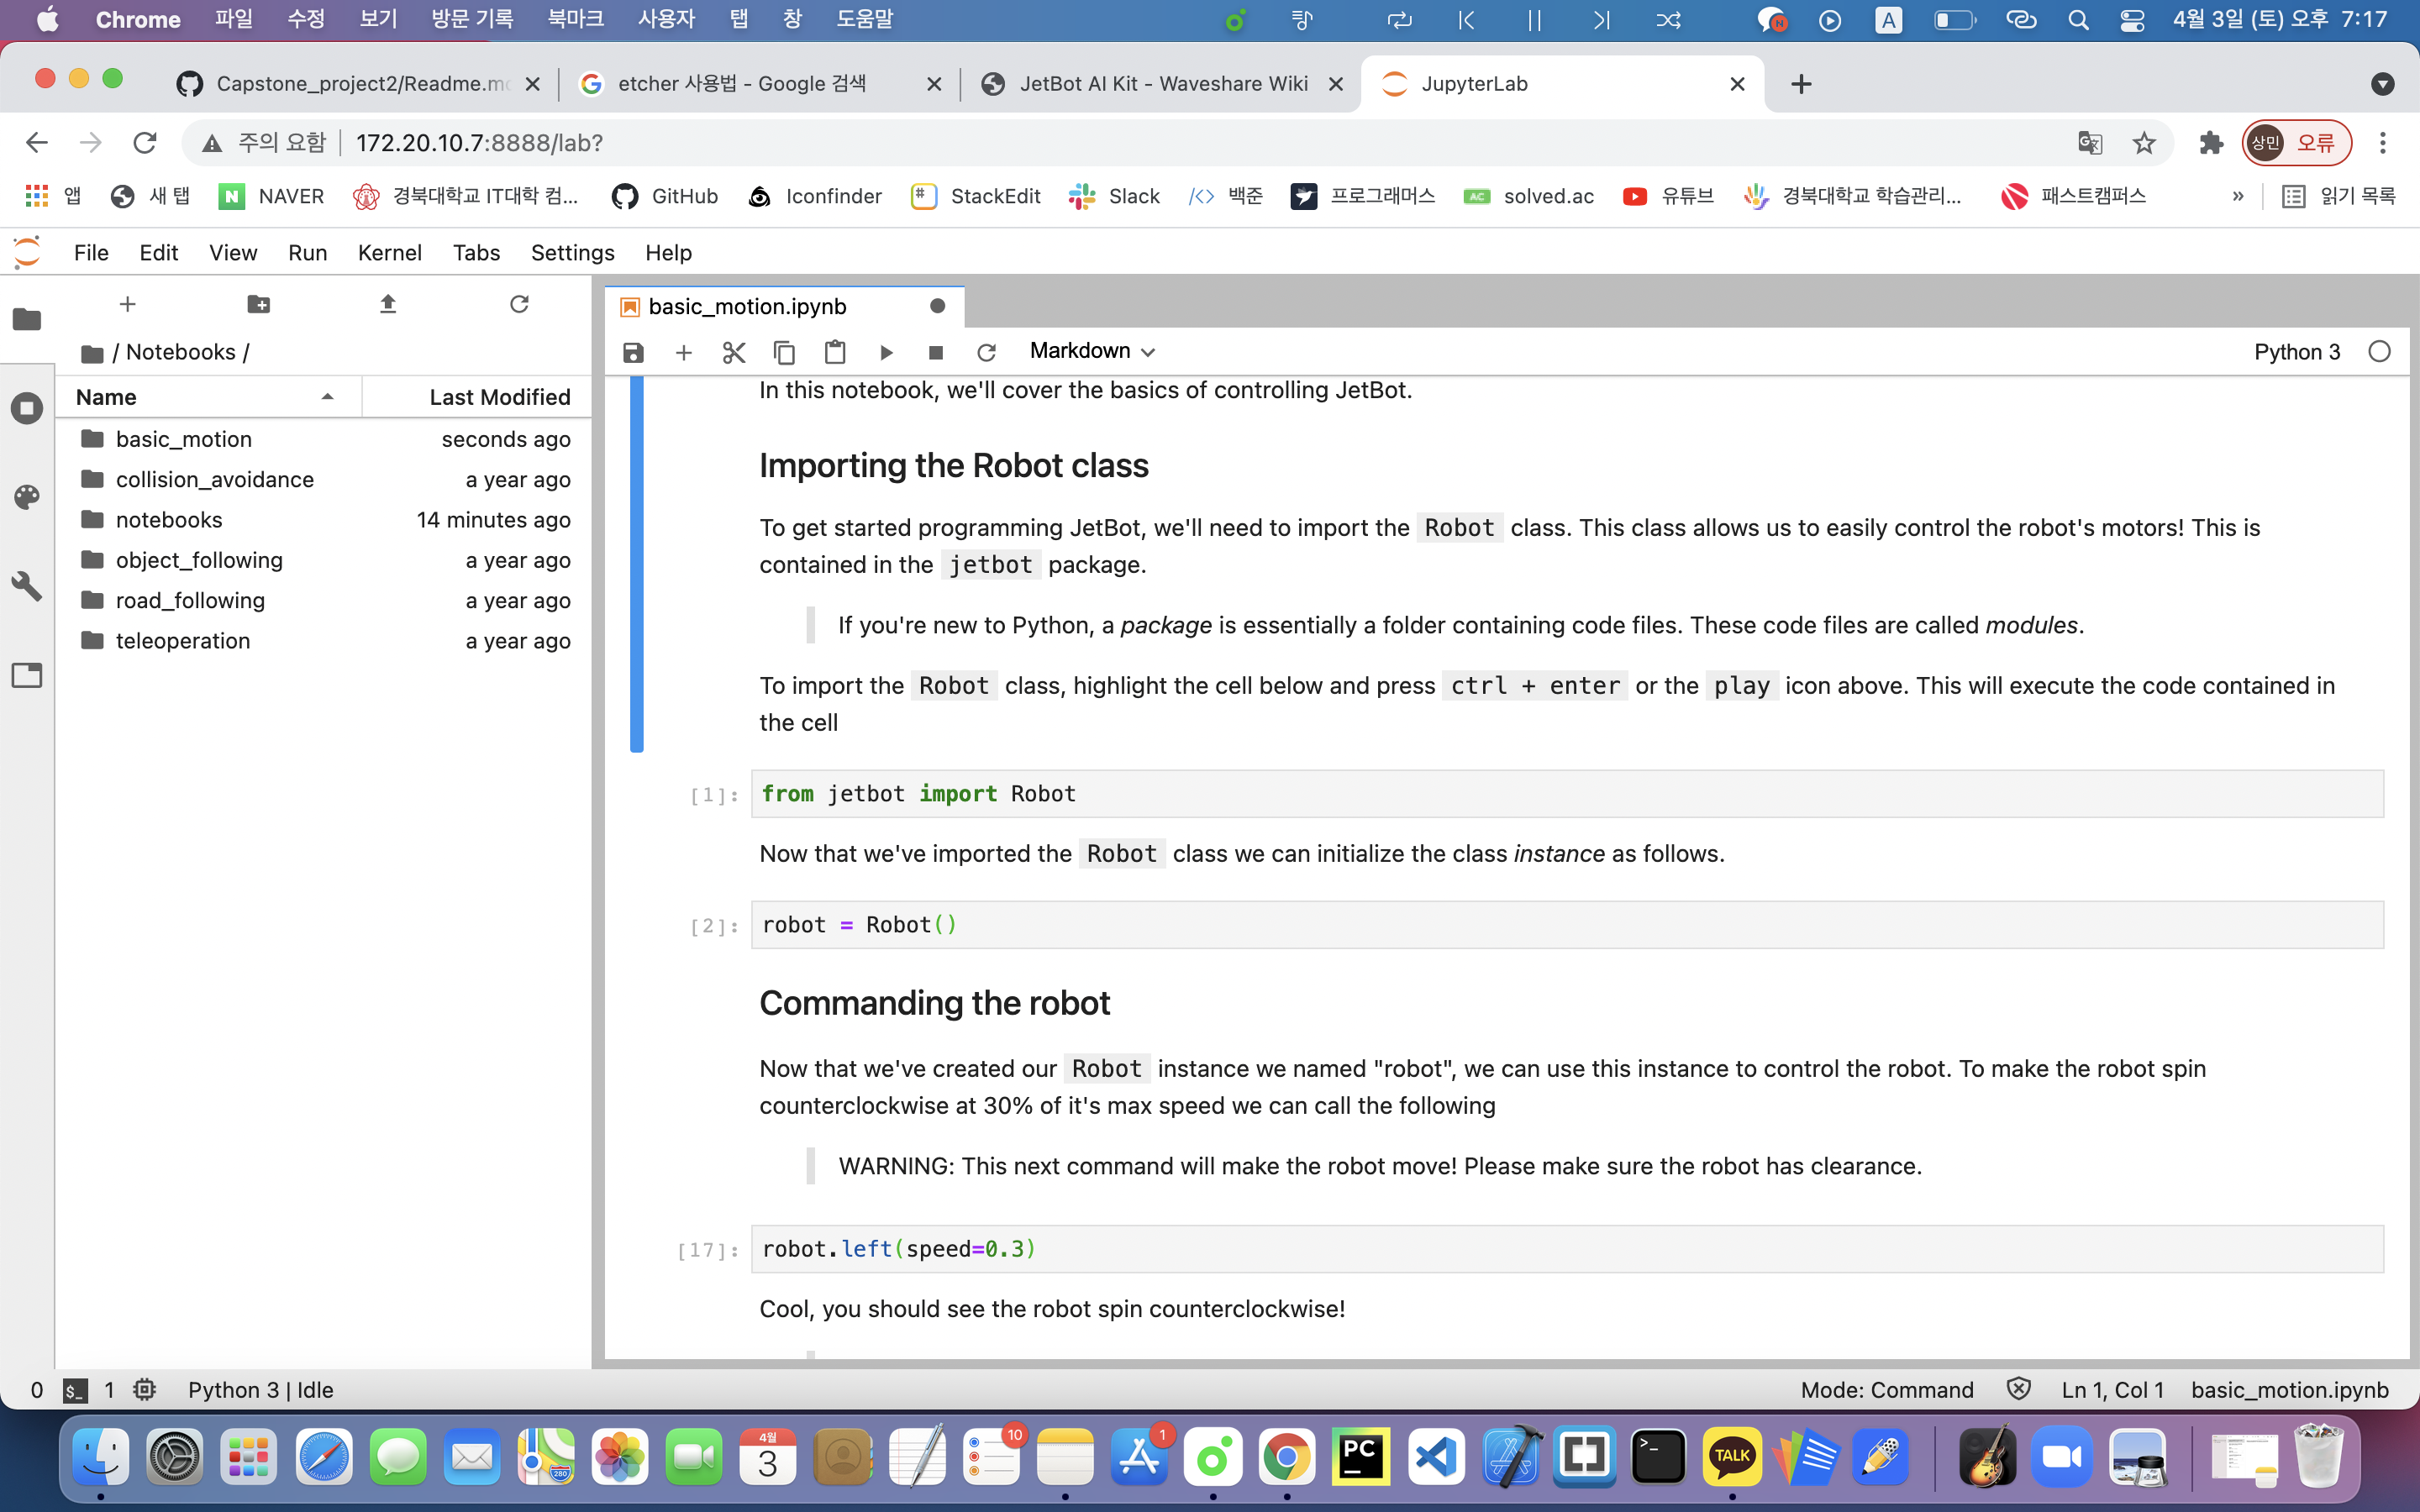 Chrome 파일 수정 보기 방문 기록 북마크 사용자 탭 창 도움말 A 4월 3일 (토) 오후 7:17
Capstone_project2/Readme.m
etcher 사용법 - Google 검색
JetBot AI Kit - Waveshare Wiki
JupyterLab
주의 요함 172.20.10.7:8888/lab? 상민 오류
앱 새 탭 NAVER 경북대학교 IT대학 컴... GitHub Iconfinder StackEdit Slack 백준 프로그래머스 solved.ac 유튜브 경북대학교 학습관리... 패스트캠퍼스 » 읽기 목록
File Edit View Run Kernel Tabs Settings Help
basic_motion.ipynb
/ Notebooks /
Markdown
Python 3
Name Last Modified
basic_motion seconds ago
collision_avoidance a year ago
notebooks 14 minutes ago
object_following a year ago
road_following a year ago
teleoperation a year ago
In this notebook, we'll cover the basics of controlling JetBot.
Importing the Robot class
To get started programming JetBot, we'll need to import the Robot class. This class allows us to easily control the robot's motors! This is
contained in the jetbot package.
If you're new to Python, a package is essentially a folder containing code files. These code files are called modules.
To import the Robot class, highlight the cell below and press ctrl + enter or the play icon above. This will execute the code contained in
the cell
[1]: from jetbot import Robot
Now that we've imported the Robot class we can initialize the class instance as follows.
[2]: robot = Robot()
Commanding the robot
Now that we've created our Robot instance we named "robot", we can use this instance to control the robot. To make the robot spin
counterclockwise at 30% of it's max speed we can call the following
WARNING: This next command will make the robot move! Please make sure the robot has clearance.
[17]: robot.left(speed=0.3)
Cool, you should see the robot spin counterclockwise!
0 $_ 1 Python 3 | Idle Mode: Command Ln 1, Col 1 basic_motion.ipynb
280 4월 3 10 1 PC >_ TALK